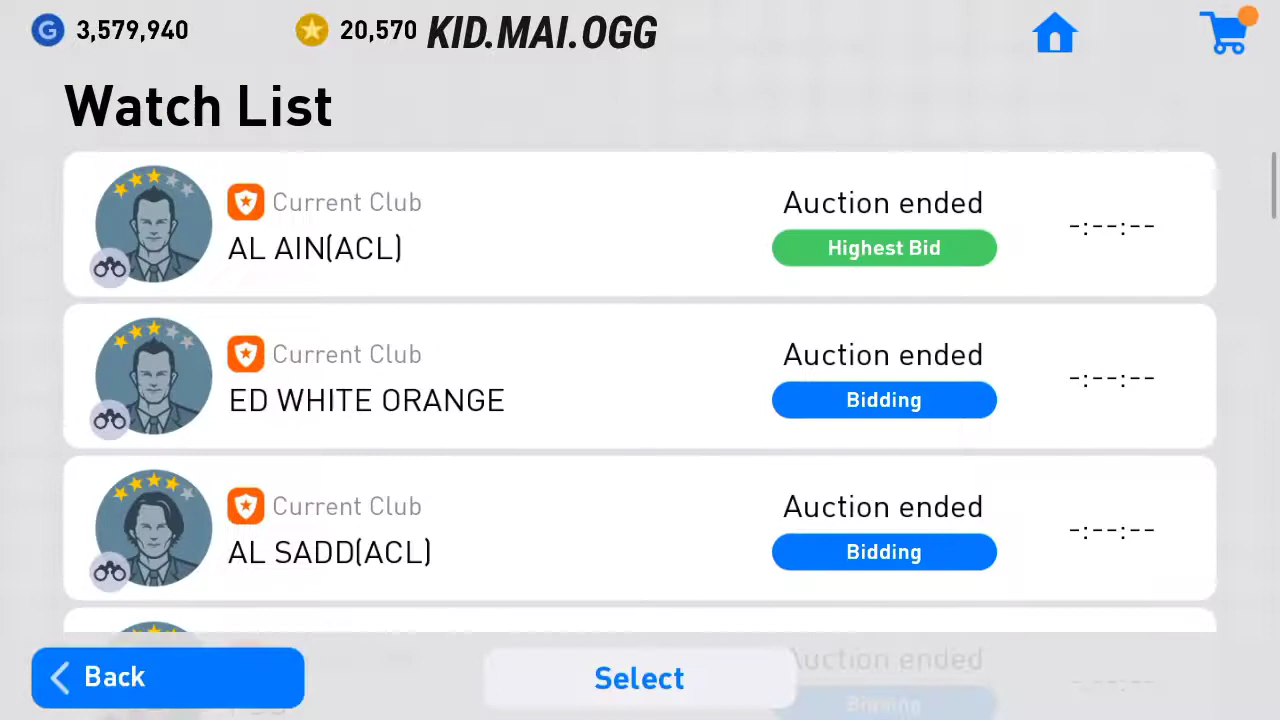 G 3,579,940 20,570 KID.MAI.OGG
Watch List
Current Club
AL AIN(ACL)
Auction ended
Highest Bid
-:--:--
Current Club
ED WHITE ORANGE
Auction ended
Bidding
-:--:--
Current Club
AL SADD(ACL)
Auction ended
Bidding
-:--:--
Auction ended
Bidding
Back
Select